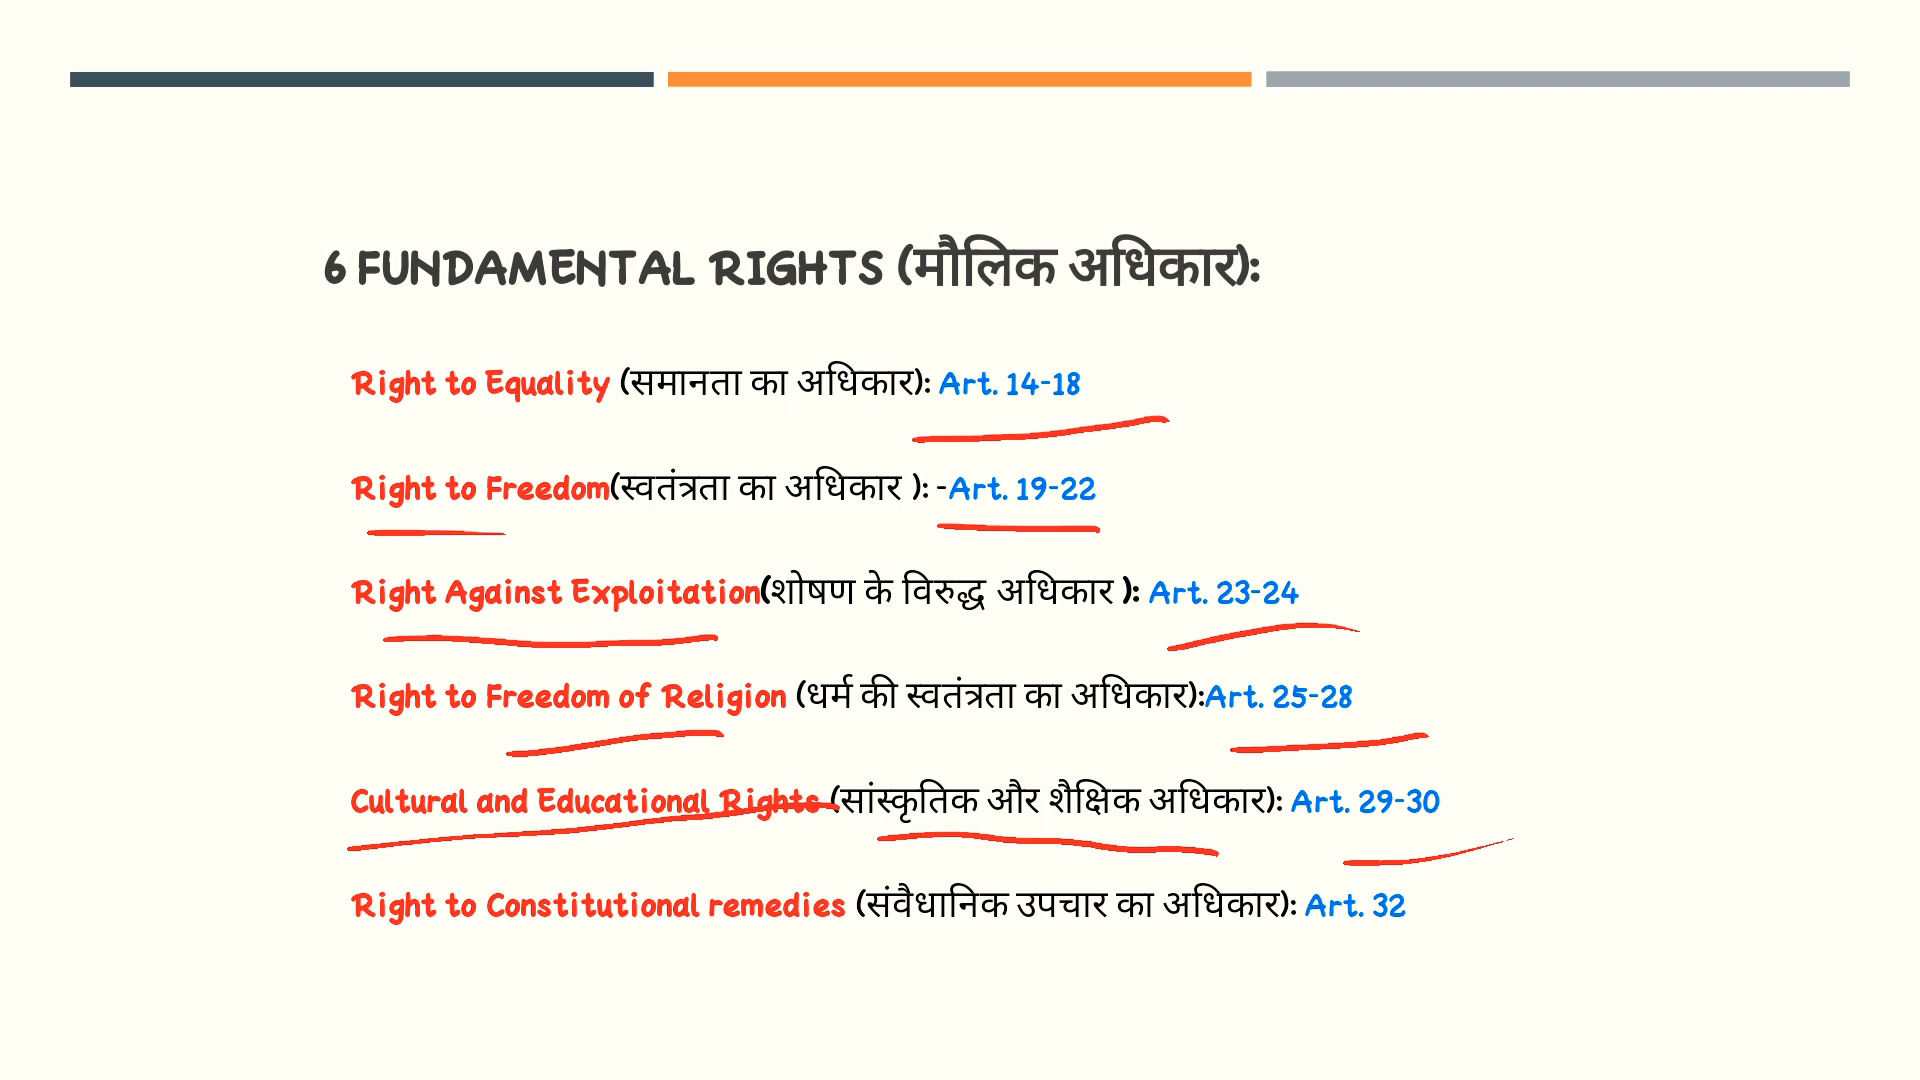 6 FUNDAMENTAL RIGHTS (मौलिक अधिकार):
Right to Equality (समानता का अधिकार): Art. 14-18
Right to Freedom(स्वतंत्रता का अधिकार ): -Art. 19-22
Right Against Exploitation(शोषण के विरुद्ध अधिकार ): Art. 23-24
Right to Freedom of Religion (धर्म की स्वतंत्रता का अधिकार):Art. 25-28
Cultural and Educational Rights (सांस्कृतिक और शैक्षिक अधिकार): Art. 29-30
Right to Constitutional remedies (संवैधानिक उपचार का अधिकार): Art. 32